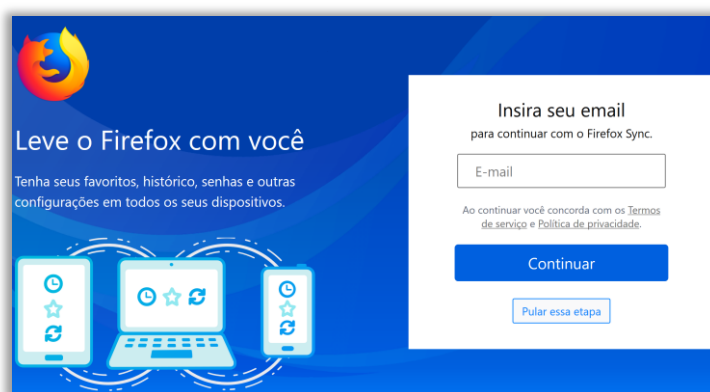 Leve o Firefox com você
Tenha seus favoritos, histórico, senhas e outras
configurações em todos os seus dispositivos.
Insira seu email
para continuar com o Firefox Sync.
E-mail
Ao continuar você concorda com os Termos
de serviço e Política de privacidade.
Continuar
Pular essa etapa